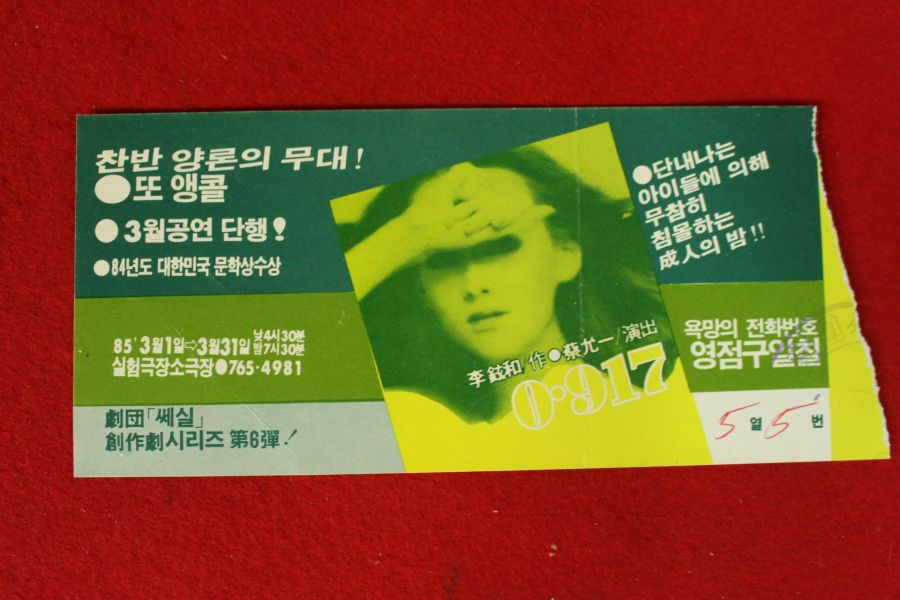 찬반 양론의 무대!
●또 앵콜
●3월공연 단행!
●84년도 대한민국 문학상수상
85' 3월1일⇨3월31일 낮4시30분 밤7시30분
실험극장소극장●765·4981
劇団「쎄실」
創作劇시리즈 第6彈!
李鉉和/作●蔡允一/演出
0·917
●단내나는
아이들에 의해
무참히
침몰하는
成人의 밤!!
욕망의 전화번호
영점구일칠
5 열 5 번